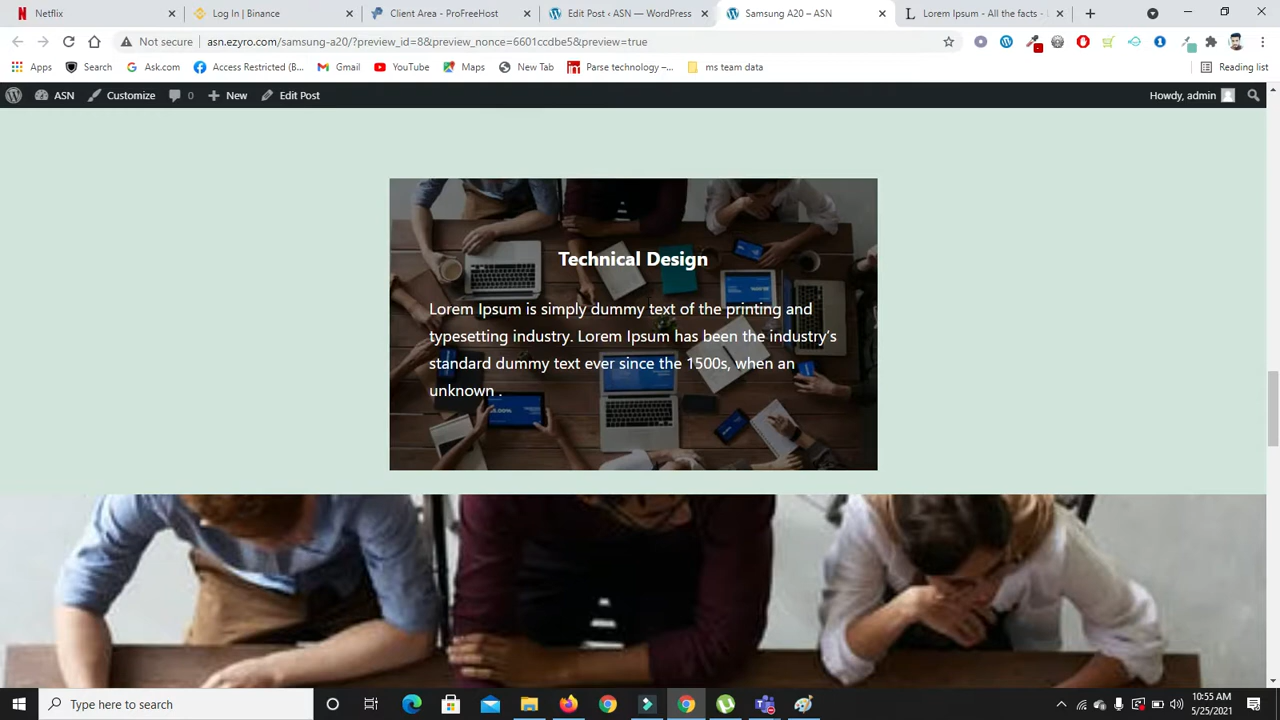 Netflix
Log In | Binance
Client Area - ProFreeHost
Edit Post ‹ ASN — WordPress
Samsung A20 – ASN
Lorem Ipsum - All the facts -
Not secure
asn.ezyro.com/samsung-a20/?preview_id=8&preview_nonce=6601ccdbe5&preview=true
Apps
Search
Ask.com
Access Restricted (B...
Gmail
YouTube
Maps
New Tab
Parse technology –...
ms team data
Reading list
ASN
Customize
0
New
Edit Post
Howdy, admin
Technical Design
Lorem Ipsum is simply dummy text of the printing and
typesetting industry. Lorem Ipsum has been the industry’s
standard dummy text ever since the 1500s, when an
unknown .
Type here to search
10:55 AM
5/25/2021